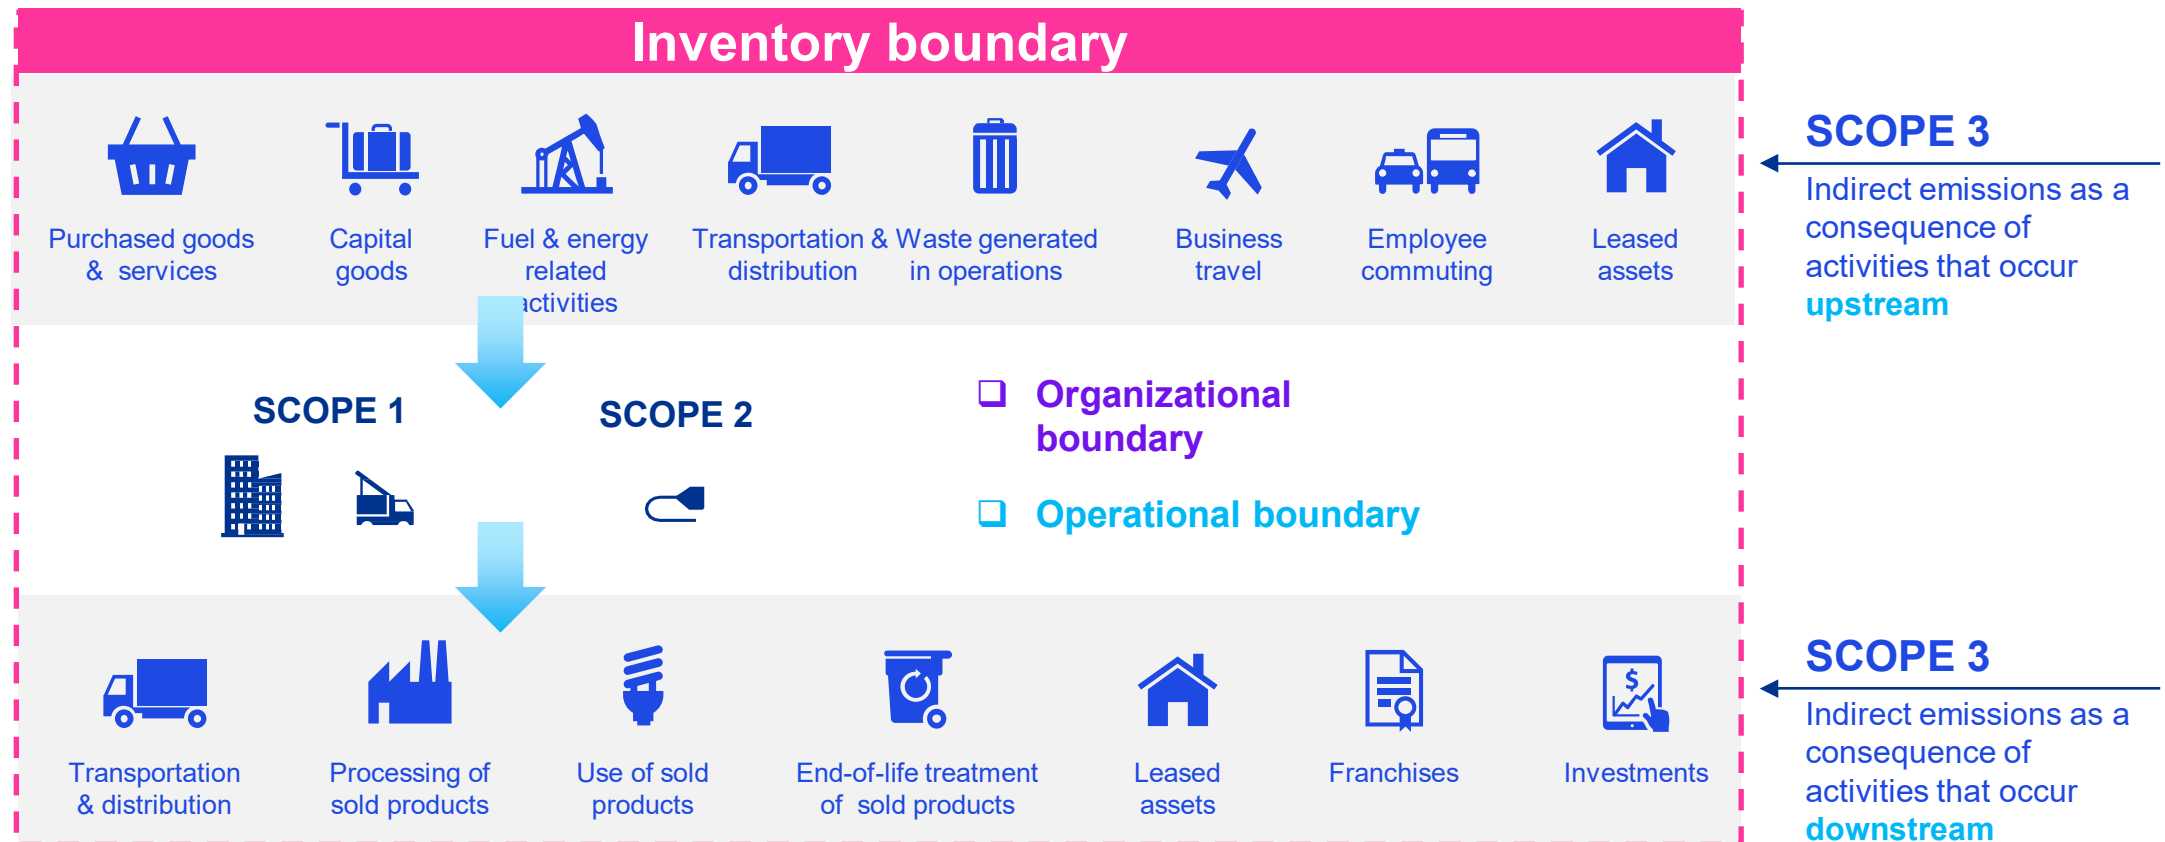 Inventory boundary
Purchased goods
& services
Capital
goods
Fuel & energy
related
activities
Transportation &
distribution
Waste generated
in operations
Business
travel
Employee
commuting
Leased
assets
SCOPE 3
Indirect emissions as a
consequence of
activities that occur
upstream
SCOPE 1
SCOPE 2
Organizational
boundary
Operational boundary
Transportation
& distribution
Processing of
sold products
Use of sold
products
End-of-life treatment
of sold products
Leased
assets
Franchises
$
Investments
SCOPE 3
Indirect emissions as a
consequence of
activities that occur
downstream